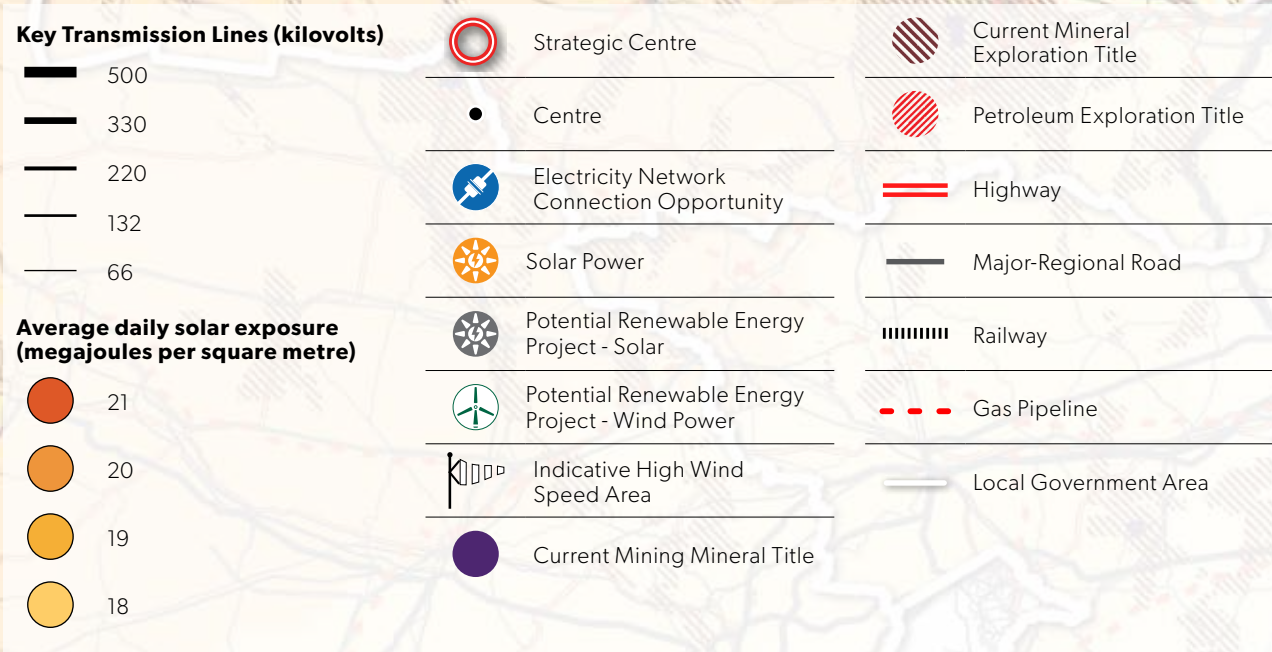 Key Transmission Lines (kilovolts)
500
330
220
132
66
Average daily solar exposure
(megajoules per square metre)
21
20
19
18
Strategic Centre
Centre
Electricity Network
Connection Opportunity
Solar Power
Potential Renewable Energy
Project - Solar
Potential Renewable Energy
Project - Wind Power
Indicative High Wind
Speed Area
Current Mining Mineral Title
Current Mineral
Exploration Title
Petroleum Exploration Title
Highway
Major-Regional Road
Railway
Gas Pipeline
Local Government Area